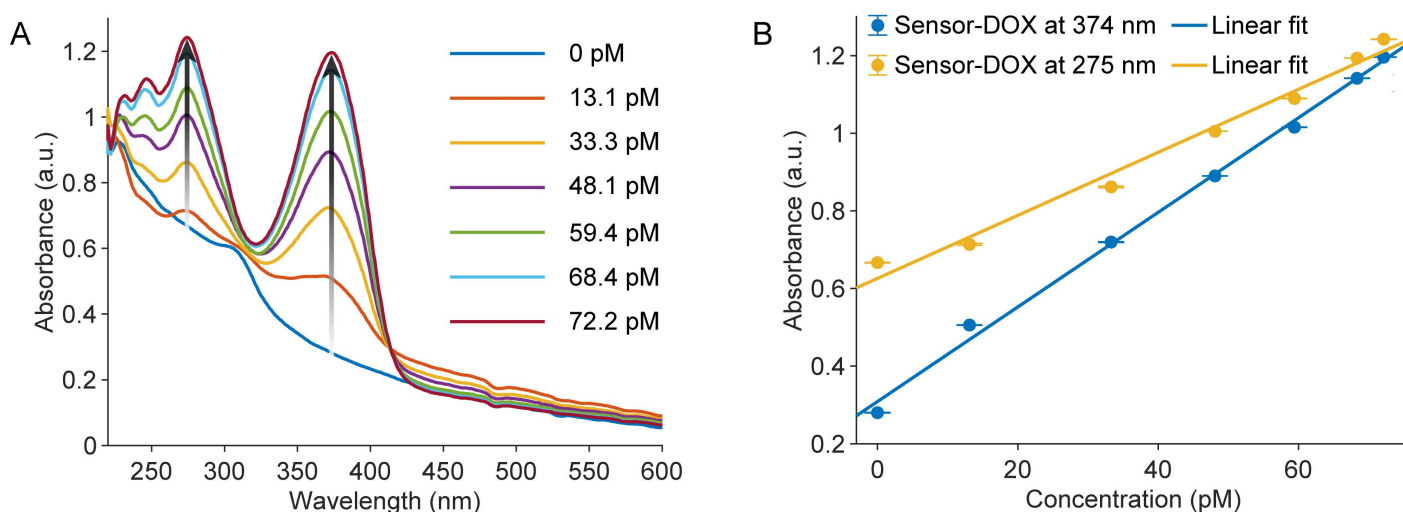 A
1.2
1
0.8
0.6
0.4
0.2
0
Absorbance (a.u.)
250 300 350 400 450 500 550 600
Wavelength (nm)
0 pM
13.1 pM
33.3 pM
48.1 pM
59.4 pM
68.4 pM
72.2 pM
B
Sensor-DOX at 374 nm Linear fit
Sensor-DOX at 275 nm Linear fit
1.2
1
0.8
0.6
0.4
0.2
Absorbance (a.u.)
0 20 40 60
Concentration (pM)